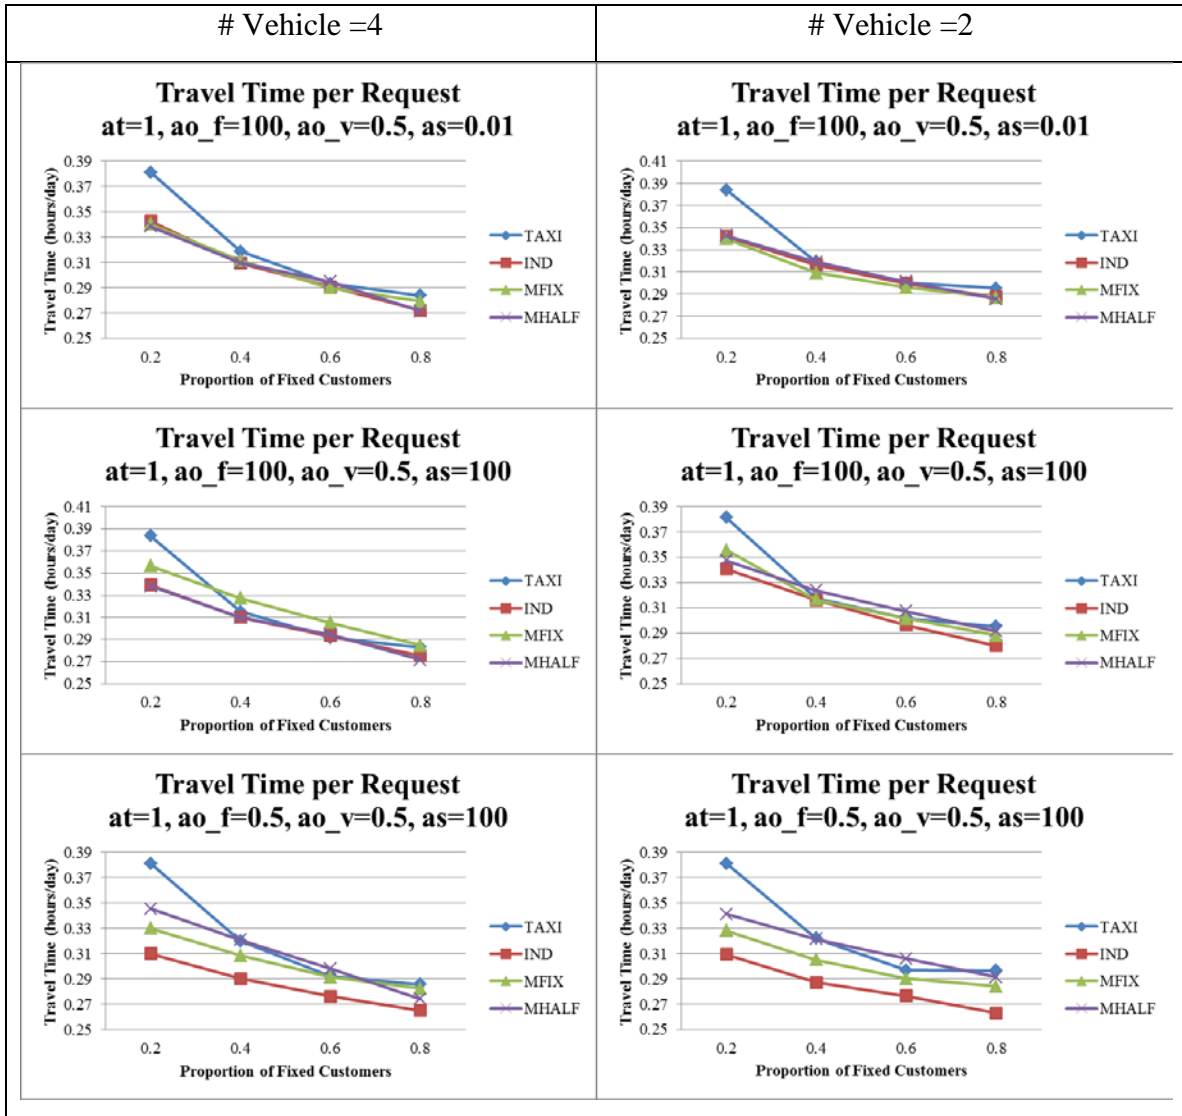 # Vehicle =4
# Vehicle =2
Travel Time per Request
at=1, ao_f=100, ao_v=0.5, as=0.01
Travel Time (hours/day)
0.39
0.37
0.35
0.33
0.31
0.29
0.27
0.25
0.2 0.4 0.6 0.8
Proportion of Fixed Customers
TAXI
IND
MFIX
MHALF
Travel Time per Request
at=1, ao_f=100, ao_v=0.5, as=0.01
Travel Time (hours/day)
0.41
0.39
0.37
0.35
0.33
0.31
0.29
0.27
0.25
0.2 0.4 0.6 0.8
Proportion of Fixed Customers
TAXI
IND
MFIX
MHALF
Travel Time per Request
at=1, ao_f=100, ao_v=0.5, as=100
Travel Time (hours/day)
0.41
0.39
0.37
0.35
0.33
0.31
0.29
0.27
0.25
0.2 0.4 0.6 0.8
Proportion of Fixed Customers
TAXI
IND
MFIX
MHALF
Travel Time per Request
at=1, ao_f=100, ao_v=0.5, as=100
Travel Time (hours/day)
0.39
0.37
0.35
0.33
0.31
0.29
0.27
0.25
0.2 0.4 0.6 0.8
Proportion of Fixed Customers
TAXI
IND
MFIX
MHALF
Travel Time per Request
at=1, ao_f=0.5, ao_v=0.5, as=100
Travel Time (hours/day)
0.39
0.37
0.35
0.33
0.31
0.29
0.27
0.25
0.2 0.4 0.6 0.8
Proportion of Fixed Customers
TAXI
IND
MFIX
MHALF
Travel Time per Request
at=1, ao_f=0.5, ao_v=0.5, as=100
Travel Time (hours/day)
0.39
0.37
0.35
0.33
0.31
0.29
0.27
0.25
0.2 0.4 0.6 0.8
Proportion of Fixed Customers
TAXI
IND
MFIX
MHALF